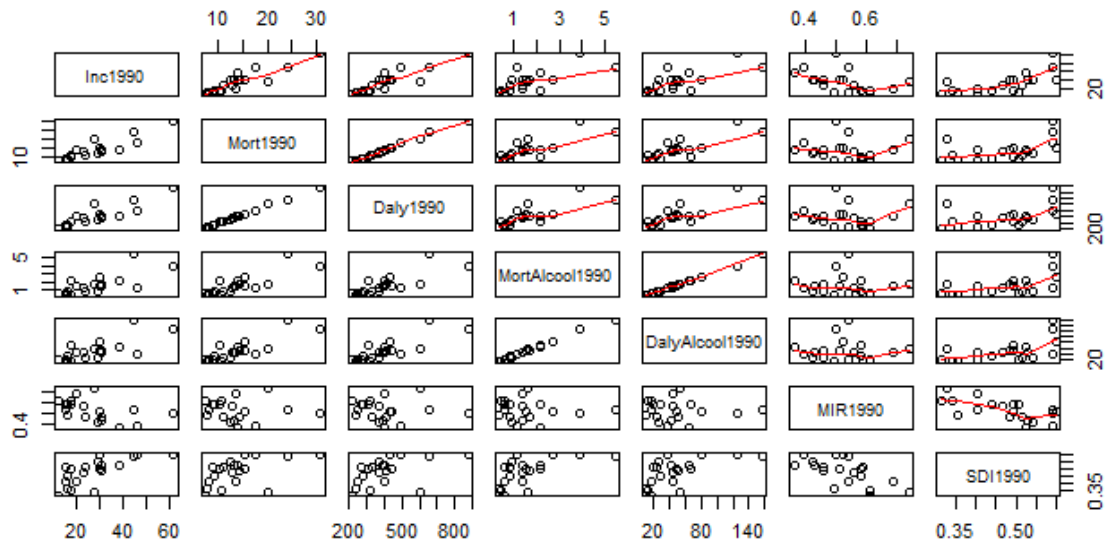 10 20 30 1 3 5 0.4 0.6
Inc1990 20
10 Mort1990
Daly1990 200
1 5 MortAlcool1990
DalyAlcool1990 20
0.4 MIR1990
SDI1990 0.35
20 40 60 200 500 800 20 80 140 0.35 0.50